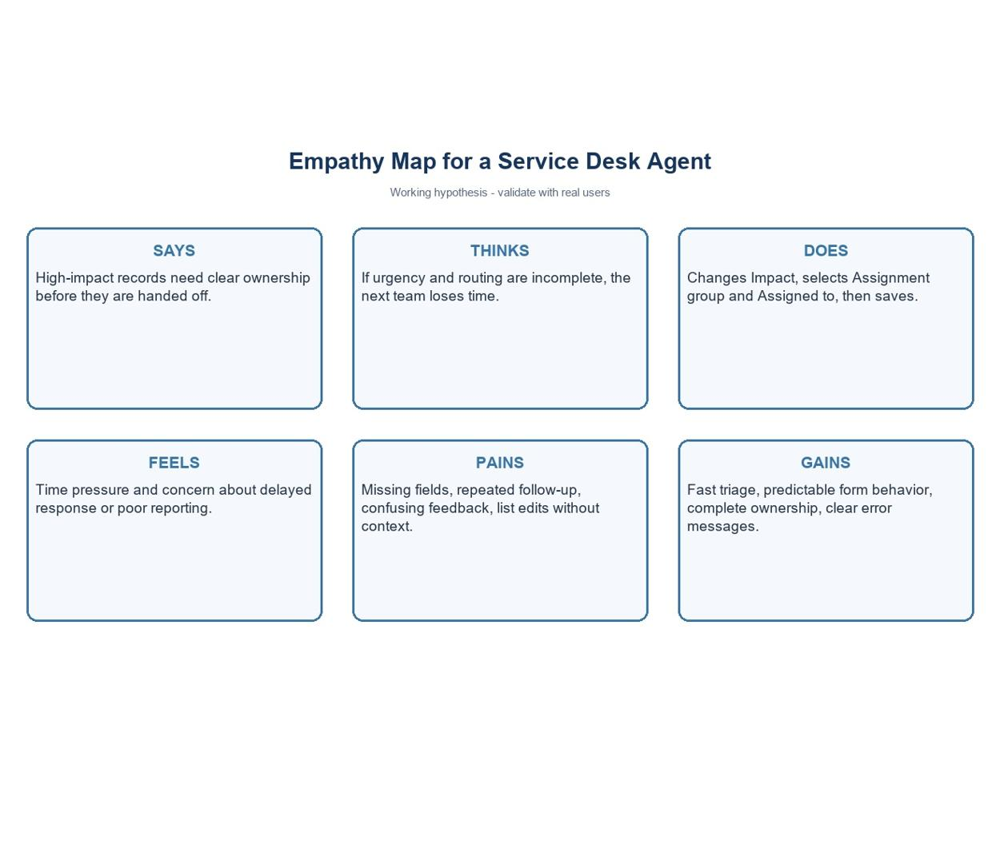 Empathy Map for a Service Desk Agent
Working hypothesis - validate with real users
SAYS
High-impact records need clear ownership
before they are handed off.
THINKS
If urgency and routing are incomplete, the
next team loses time.
DOES
Changes Impact, selects Assignment
group and Assigned to, then saves.
FEELS
Time pressure and concern about delayed
response or poor reporting.
PAINS
Missing fields, repeated follow-up,
confusing feedback, list edits without
context.
GAINS
Fast triage, predictable form behavior,
complete ownership, clear error
messages.